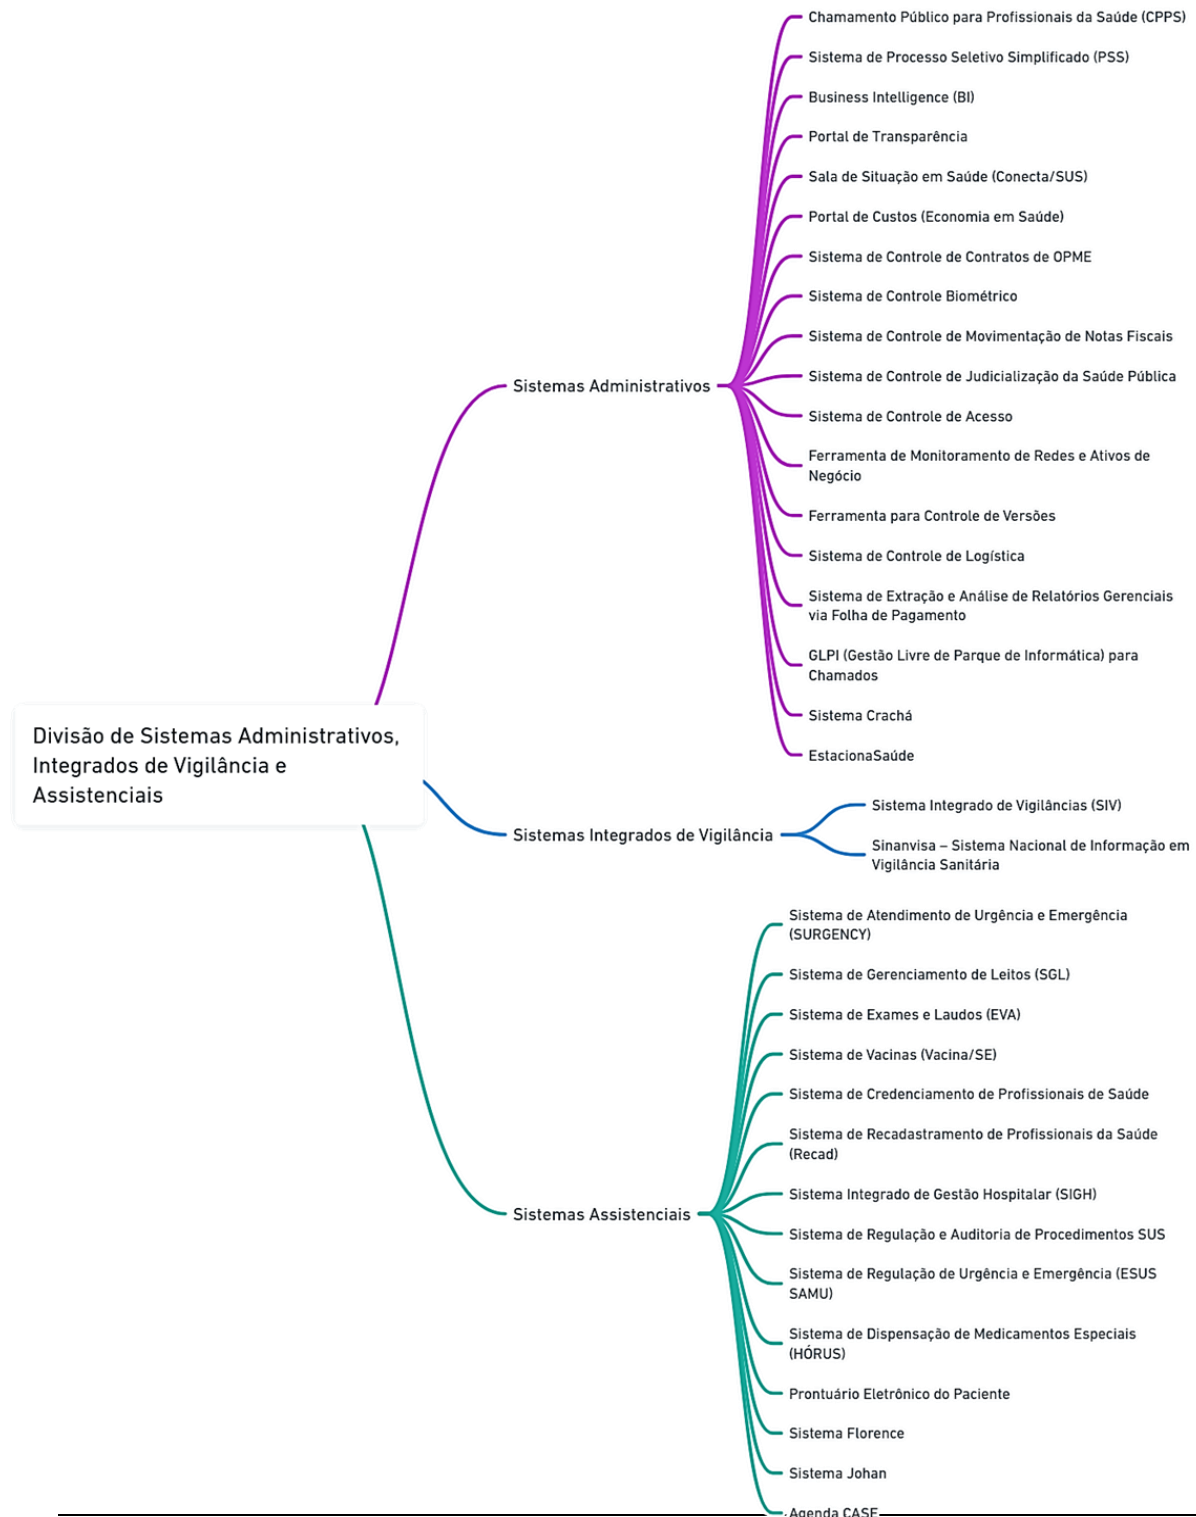 Chamamento Público para Profissionais da Saúde (CPPS)
Sistema de Processo Seletivo Simplificado (PSS)
Business Intelligence (BI)
Portal de Transparência
Sala de Situação em Saúde (Conecta/SUS)
Portal de Custos (Economia em Saúde)
Sistema de Controle de Contratos de OPME
Sistema de Controle Biométrico
Sistema de Controle de Movimentação de Notas Fiscais
Sistema de Controle de Judicialização da Saúde Pública
Sistemas Administrativos
Sistema de Controle de Acesso
Ferramenta de Monitoramento de Redes e Ativos de
Negócio
Ferramenta para Controle de Versões
Sistema de Controle de Logística
Sistema de Extração e Análise de Relatórios Gerenciais
via Folha de Pagamento
GLPI (Gestão Livre de Parque de Informática) para
Chamados
Sistema Crachá
EstacionaSaúde
Divisão de Sistemas Administrativos,
Integrados de Vigilância e
Assistenciais
Sistemas Integrados de Vigilância
Sistema Integrado de Vigilâncias (SIV)
Sinanvisa – Sistema Nacional de Informação em
Vigilância Sanitária
Sistema de Atendimento de Urgência e Emergência
(SURGENCY)
Sistema de Gerenciamento de Leitos (SGL)
Sistema de Exames e Laudos (EVA)
Sistema de Vacinas (Vacina/SE)
Sistema de Credenciamento de Profissionais de Saúde
Sistema de Recadastramento de Profissionais da Saúde
(Recad)
Sistema Integrado de Gestão Hospitalar (SIGH)
Sistemas Assistenciais
Sistema de Regulação e Auditoria de Procedimentos SUS
Sistema de Regulação de Urgência e Emergência (ESUS
SAMU)
Sistema de Dispensação de Medicamentos Especiais
(HÓRUS)
Prontuário Eletrônico do Paciente
Sistema Florence
Sistema Johan
Agenda CASE